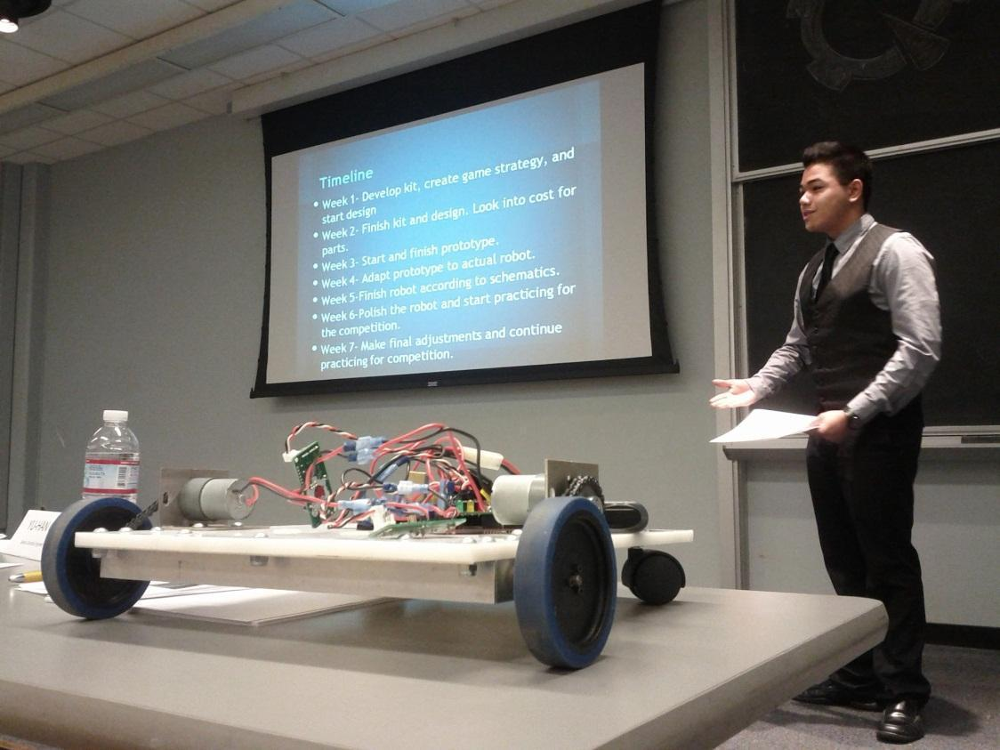 Timeline
• Week 1- Develop kit, create game strategy, and
start design
• Week 2- Finish kit and design. Look into cost for
parts.
• Week 3- Start and finish prototype.
• Week 4- Adapt prototype to actual robot.
• Week 5-Finish robot according to schematics.
• Week 6-Polish the robot and start practicing for
the competition.
• Week 7- Make final adjustments and continue
practicing for competition.
YU-HAN